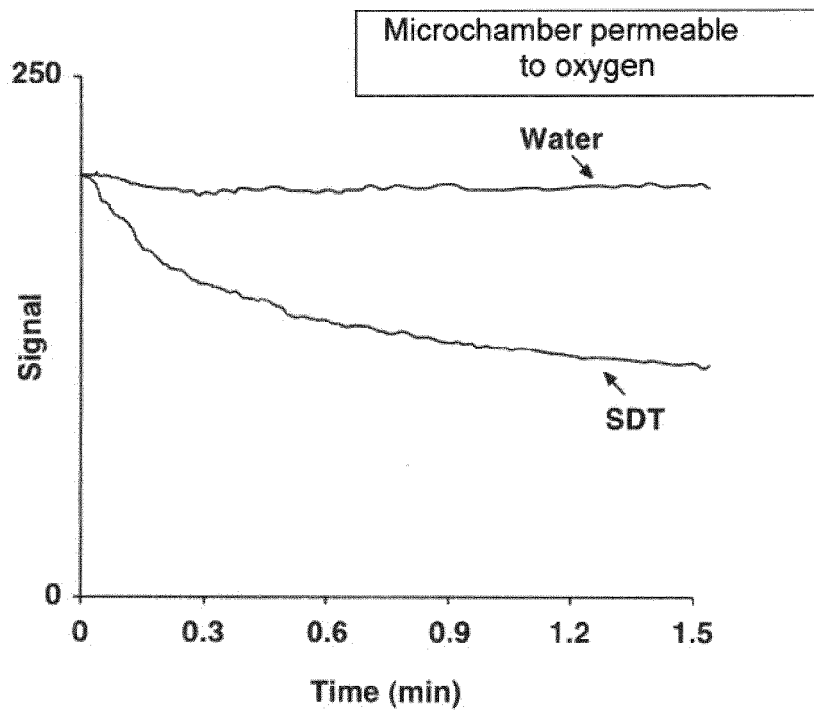 Microchamber permeable
to oxygen
250
Water
Signal
SDT
0
0 0.3 0.6 0.9 1.2 1.5
Time (min)